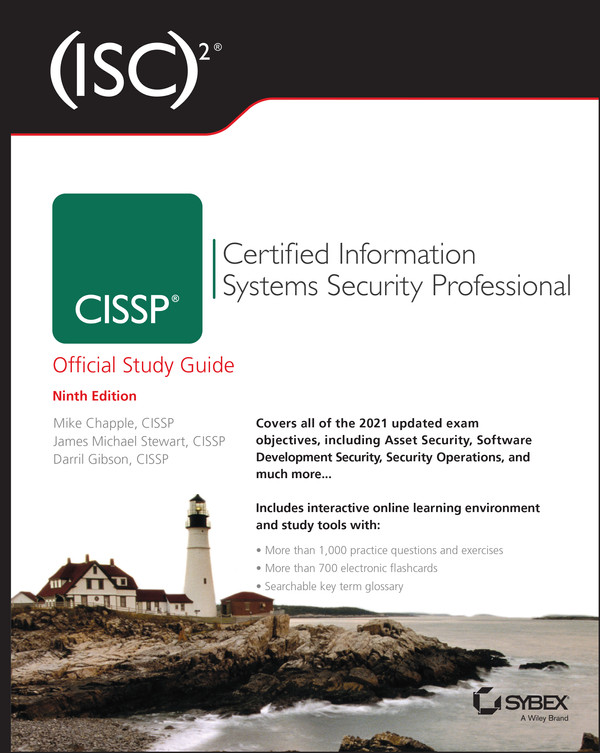 (ISC)²®
CISSP®
Certified Information
Systems Security Professional
Official Study Guide
Ninth Edition
Mike Chapple, CISSP
James Michael Stewart, CISSP
Darril Gibson, CISSP
Covers all of the 2021 updated exam
objectives, including Asset Security, Software
Development Security, Security Operations, and
much more...
Includes interactive online learning environment
and study tools with:
• More than 1,000 practice questions and exercises
• More than 700 electronic flashcards
• Searchable key term glossary
SYBEX®
A Wiley Brand